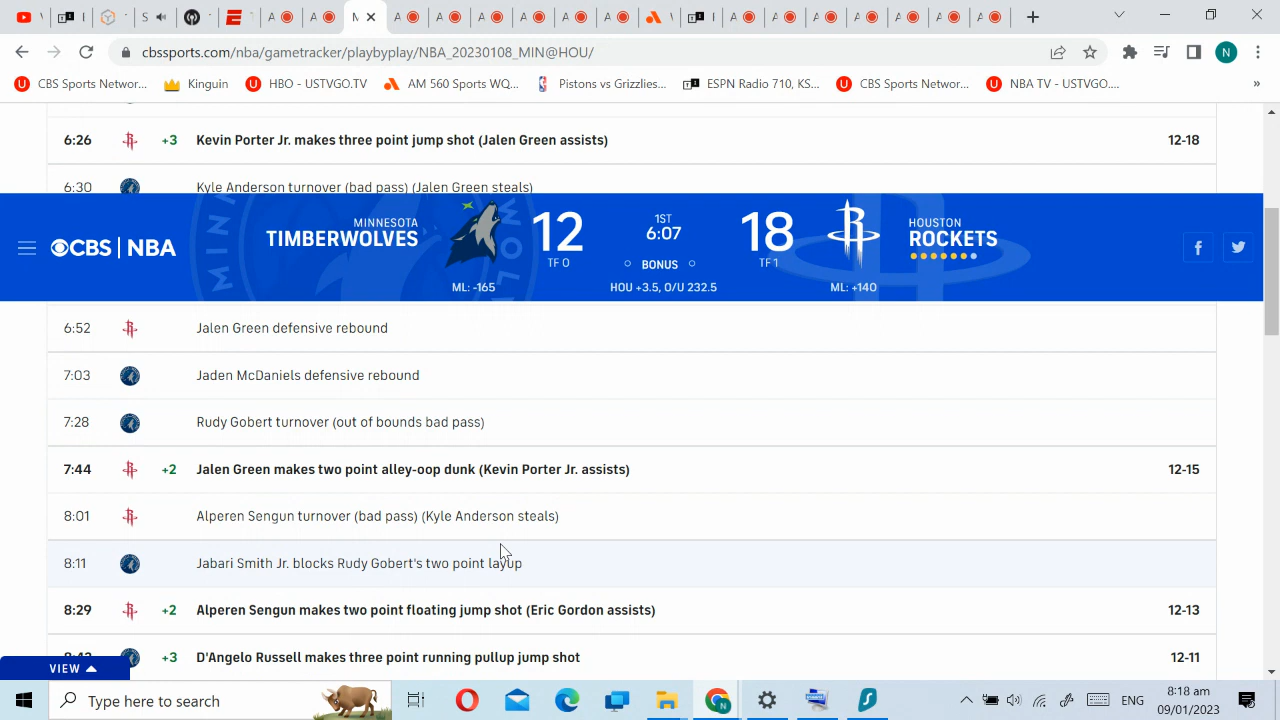 cbssports.com/nba/gametracker/playbyplay/NBA_20230108_MIN@HOU/
N
CBS Sports Networ... Kinguin HBO - USTVGO.TV AM 560 Sports WQ... Pistons vs Grizzlies... ESPN Radio 710, KS... CBS Sports Networ... NBA TV - USTVGO.... »
6:26 +3 Kevin Porter Jr. makes three point jump shot (Jalen Green assists) 12-18
6:30 Kyle Anderson turnover (bad pass) (Jalen Green steals)
CBS | NBA
MINNESOTA
TIMBERWOLVES
12
TF 0
ML: -165
1ST
6:07
BONUS
HOU +3.5, O/U 232.5
18
TF 1
ML: +140
HOUSTON
ROCKETS
6:52 Jalen Green defensive rebound
7:03 Jaden McDaniels defensive rebound
7:28 Rudy Gobert turnover (out of bounds bad pass)
7:44 +2 Jalen Green makes two point alley-oop dunk (Kevin Porter Jr. assists) 12-15
8:01 Alperen Sengun turnover (bad pass) (Kyle Anderson steals)
8:11 Jabari Smith Jr. blocks Rudy Gobert's two point layup
8:29 +2 Alperen Sengun makes two point floating jump shot (Eric Gordon assists) 12-13
+3 D'Angelo Russell makes three point running pullup jump shot 12-11
VIEW
Type here to search
ENG
8:18 am
09/01/2023